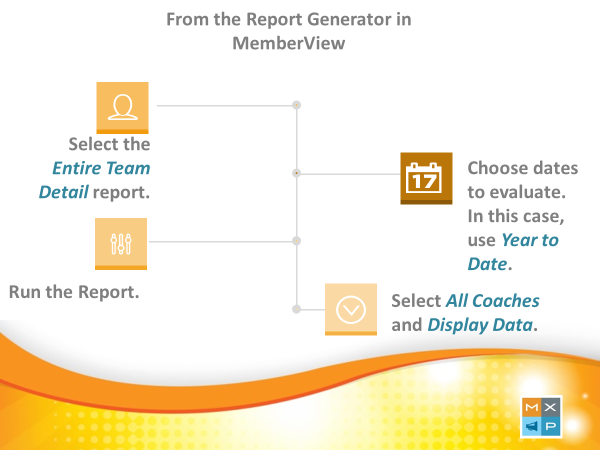 From the Report Generator in
MemberView
Select the
Entire Team
Detail report.
17
Choose dates
to evaluate.
In this case,
use Year to
Date.
Run the Report.
Select All Coaches
and Display Data.
M X
P